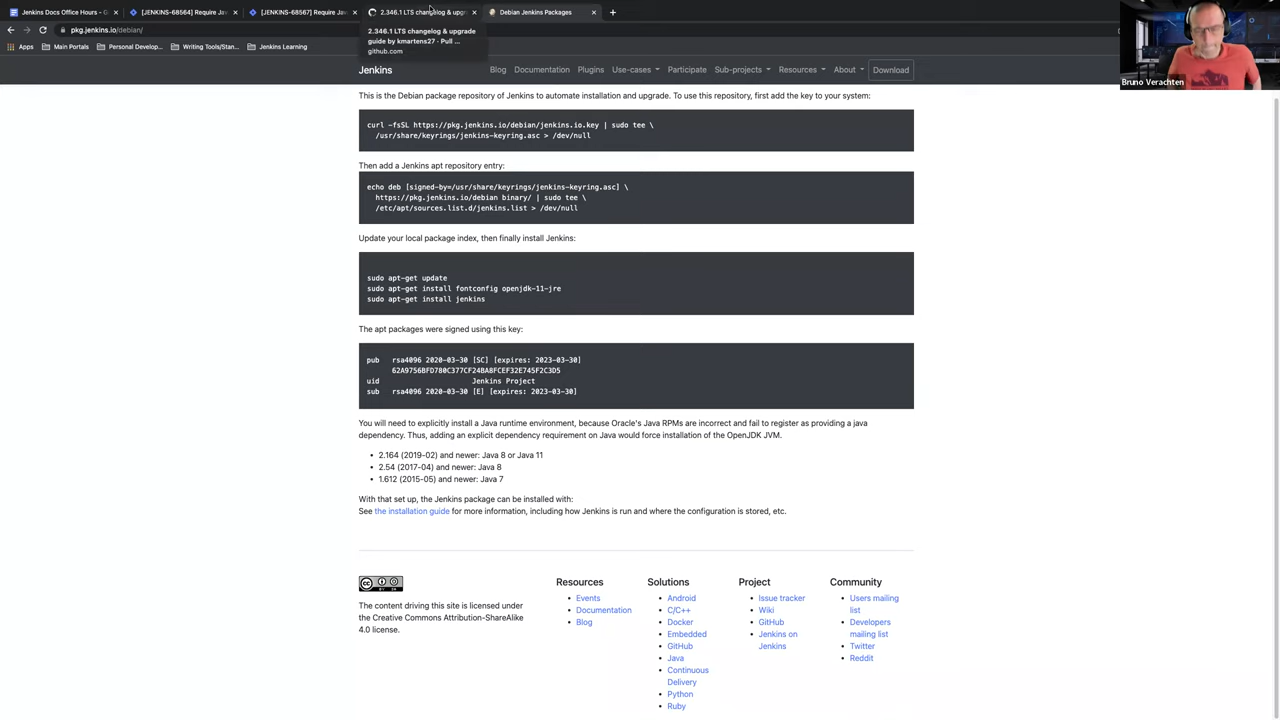 Jenkins Docs Office Hours - G
[JENKINS-68564] Require Ja
[JENKINS-68567] Require Jav
2.346.1 LTS changelog & upgr
Debian Jenkins Packages
pkg.jenkins.io/debian/
Apps
Main Portals
Personal Develop...
Writing Tools/Stan...
Jenkins Learning
2.346.1 LTS changelog & upgrade
guide by kmartens27 · Pull ...
github.com
Jenkins
Blog
Documentation
Plugins
Use-cases
Participate
Sub-projects
Resources
About
Download
Bruno Verachten
This is the Debian package repository of Jenkins to automate installation and upgrade. To use this repository, first add the key to your system:
curl -fsSL https://pkg.jenkins.io/debian/jenkins.io.key | sudo tee \
/usr/share/keyrings/jenkins-keyring.asc > /dev/null
Then add a Jenkins apt repository entry:
echo deb [signed-by=/usr/share/keyrings/jenkins-keyring.asc] \
https://pkg.jenkins.io/debian binary/ | sudo tee \
/etc/apt/sources.list.d/jenkins.list > /dev/null
Update your local package index, then finally install Jenkins:
sudo apt-get update
sudo apt-get install fontconfig openjdk-11-jre
sudo apt-get install jenkins
The apt packages were signed using this key:
pub rsa4096 2020-03-30 [SC] [expires: 2023-03-30]
62A9756BFD780C377CF24BA8FCEF32E745F2C3D5
uid Jenkins Project
sub rsa4096 2020-03-30 [E] [expires: 2023-03-30]
You will need to explicitly install a Java runtime environment, because Oracle's Java RPMs are incorrect and fail to register as providing a java
dependency. Thus, adding an explicit dependency requirement on Java would force installation of the OpenJDK JVM.
• 2.164 (2019-02) and newer: Java 8 or Java 11
• 2.54 (2017-04) and newer: Java 8
• 1.612 (2015-05) and newer: Java 7
With that set up, the Jenkins package can be installed with:
See the installation guide for more information, including how Jenkins is run and where the configuration is stored, etc.
The content driving this site is licensed under
the Creative Commons Attribution-ShareAlike
4.0 license.
Resources
• Events
• Documentation
• Blog
Solutions
• Android
• C/C++
• Docker
• Embedded
• GitHub
• Java
• Continuous
Delivery
• Python
• Ruby
Project
• Issue tracker
• Wiki
• GitHub
• Jenkins on
Jenkins
Community
• Users mailing
list
• Developers
mailing list
• Twitter
• Reddit